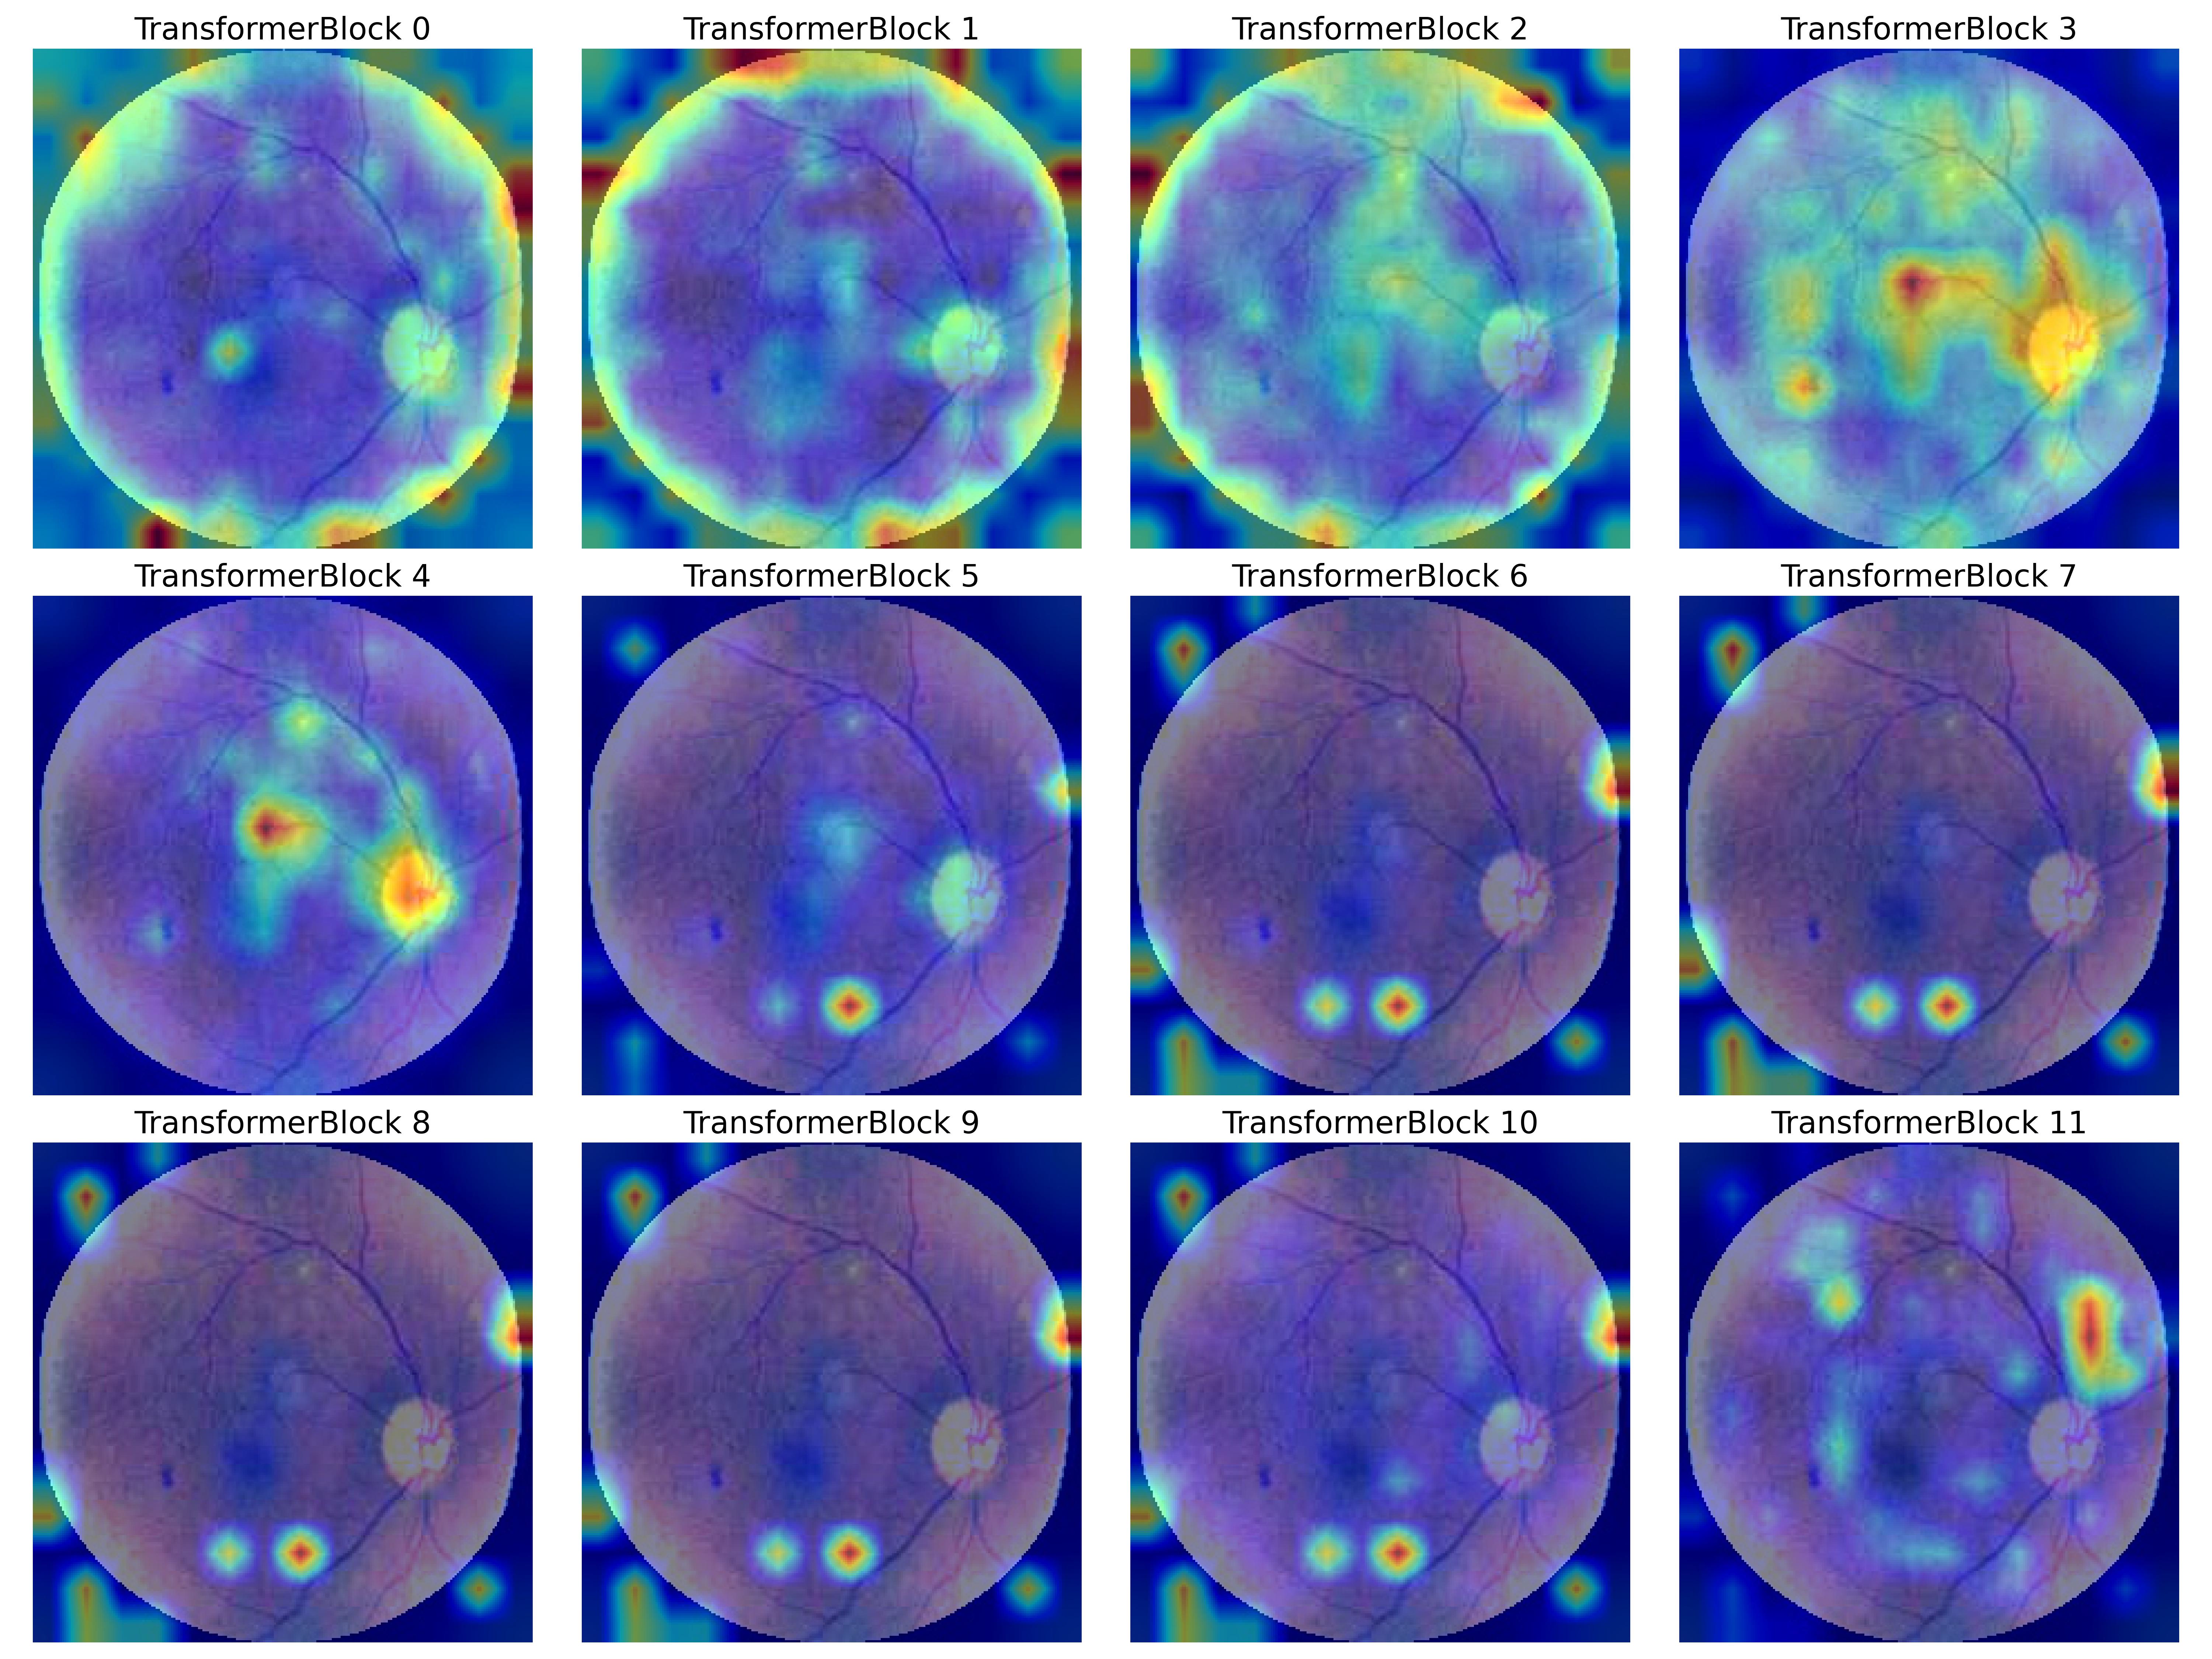 TransformerBlock 0
TransformerBlock 1
TransformerBlock 2
TransformerBlock 3
TransformerBlock 4
TransformerBlock 5
TransformerBlock 6
TransformerBlock 7
TransformerBlock 8
TransformerBlock 9
TransformerBlock 10
TransformerBlock 11